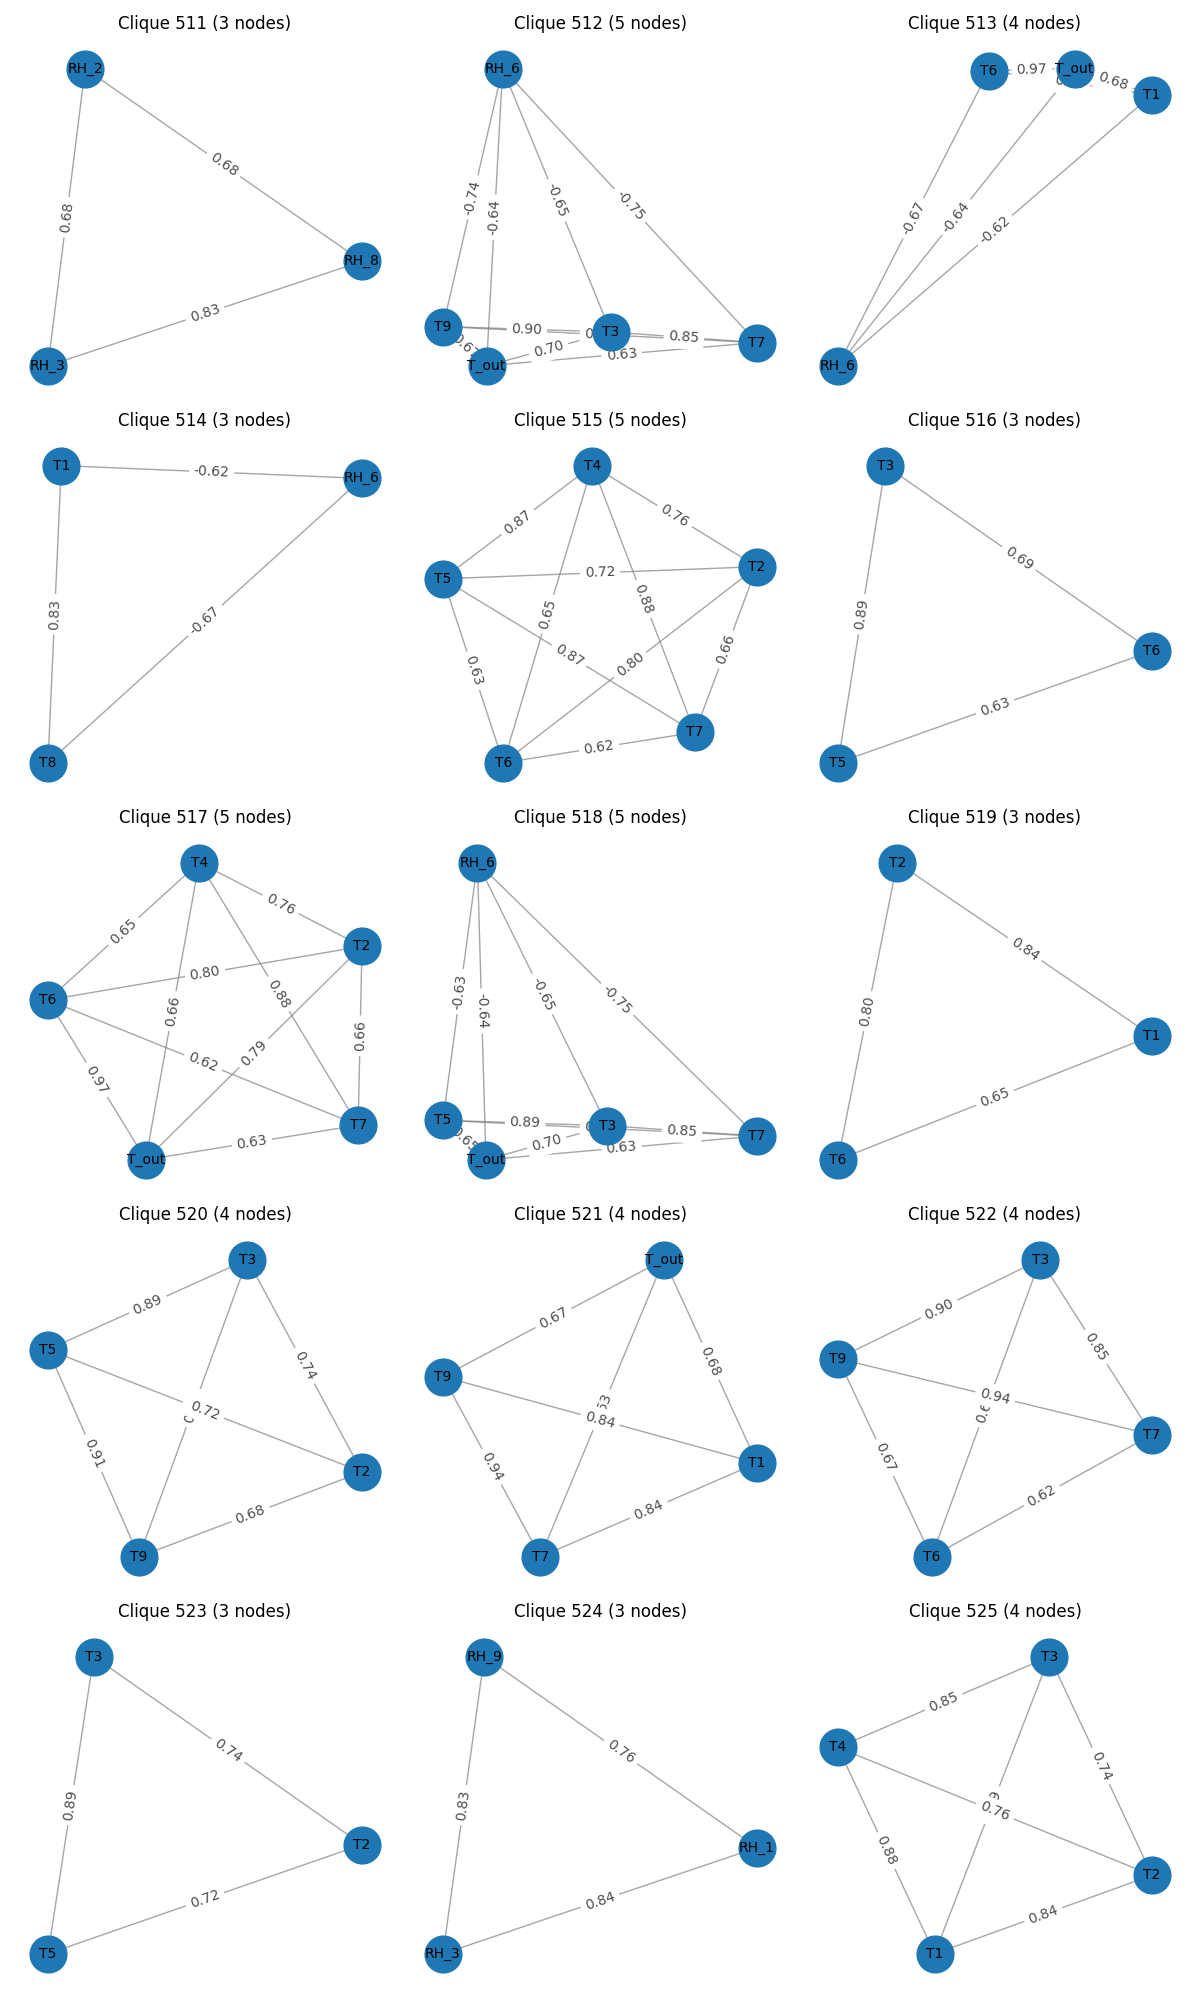 Clique 511 (3 nodes)
RH_2
0.68
0.68
RH_8
0.83
RH_3
Clique 512 (5 nodes)
RH_6
-0.74
-0.64
-0.65
-0.75
T9
0.90
T3
0.85
T7
0.70
0.63
T_out
Clique 513 (4 nodes)
T6
0.97
T_out
0.68
T1
-0.67
-0.64
-0.62
RH_6
Clique 514 (3 nodes)
T1
-0.62
RH_6
0.83
-0.67
T8
Clique 515 (5 nodes)
T4
0.87
0.76
T5
0.72
T2
0.65
0.88
0.87
0.80
0.66
0.63
T7
0.62
T6
Clique 516 (3 nodes)
T3
0.69
0.89
T6
0.63
T5
Clique 517 (5 nodes)
T4
0.76
0.65
T2
0.80
T6
0.88
0.66
0.66
0.79
0.62
0.97
T7
0.63
T_out
Clique 518 (5 nodes)
RH_6
-0.63
-0.64
-0.65
-0.75
T5
0.89
T3
0.85
T7
0.65
0.70
0.63
T_out
Clique 519 (3 nodes)
T2
0.84
0.80
T1
0.65
T6
Clique 520 (4 nodes)
T3
0.89
T5
0.74
0.72
0.91
T2
0.68
T9
Clique 521 (4 nodes)
T_out
0.67
0.68
T9
0.84
0.94
T1
0.84
T7
Clique 522 (4 nodes)
T3
0.90
0.85
T9
0.94
T7
0.67
0.62
T6
Clique 523 (3 nodes)
T3
0.74
0.89
T2
0.72
T5
Clique 524 (3 nodes)
RH_9
0.76
0.83
RH_1
0.84
RH_3
Clique 525 (4 nodes)
T3
0.85
T4
0.74
0.76
0.88
T2
0.84
T1